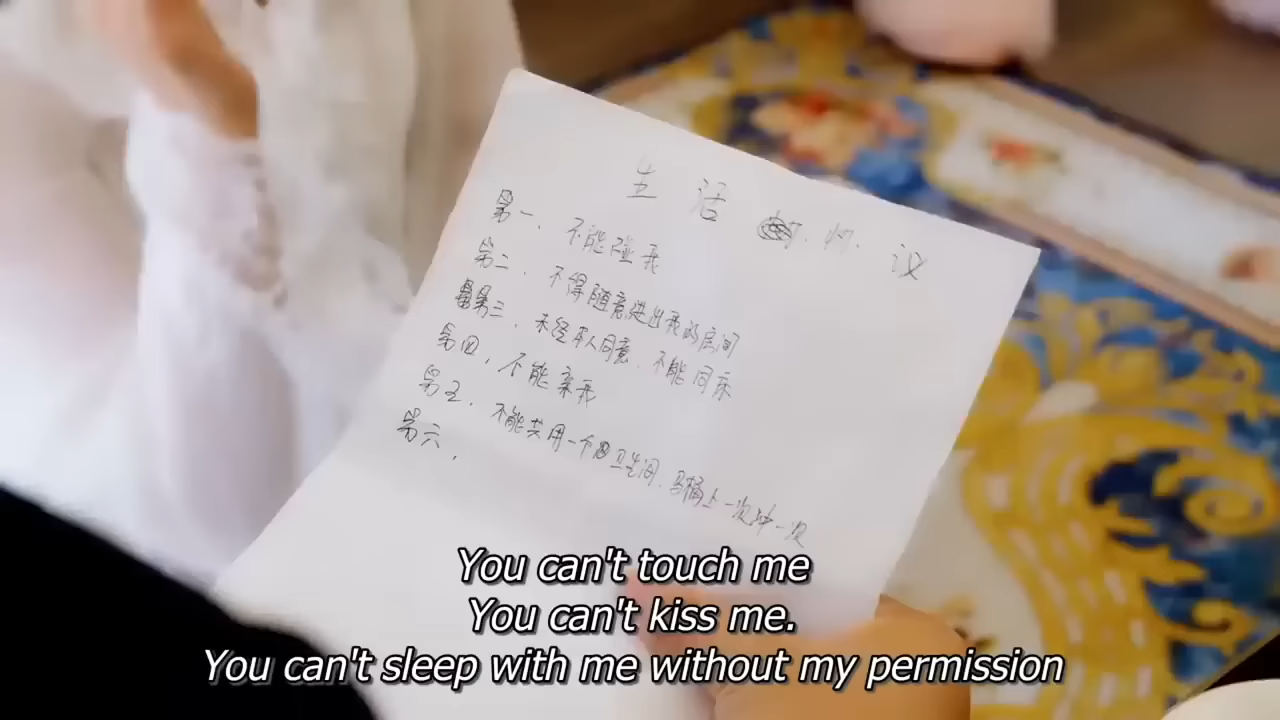 生活 协议
第一、不能碰我
第二、不得随意进出我的房间
第三、未经本人同意、不能同床
第四、不能亲我
第五、不能共用一个卫生间、马桶上一次冲一次
第六、
You can't touch me
You can't kiss me.
You can't sleep with me without my permission